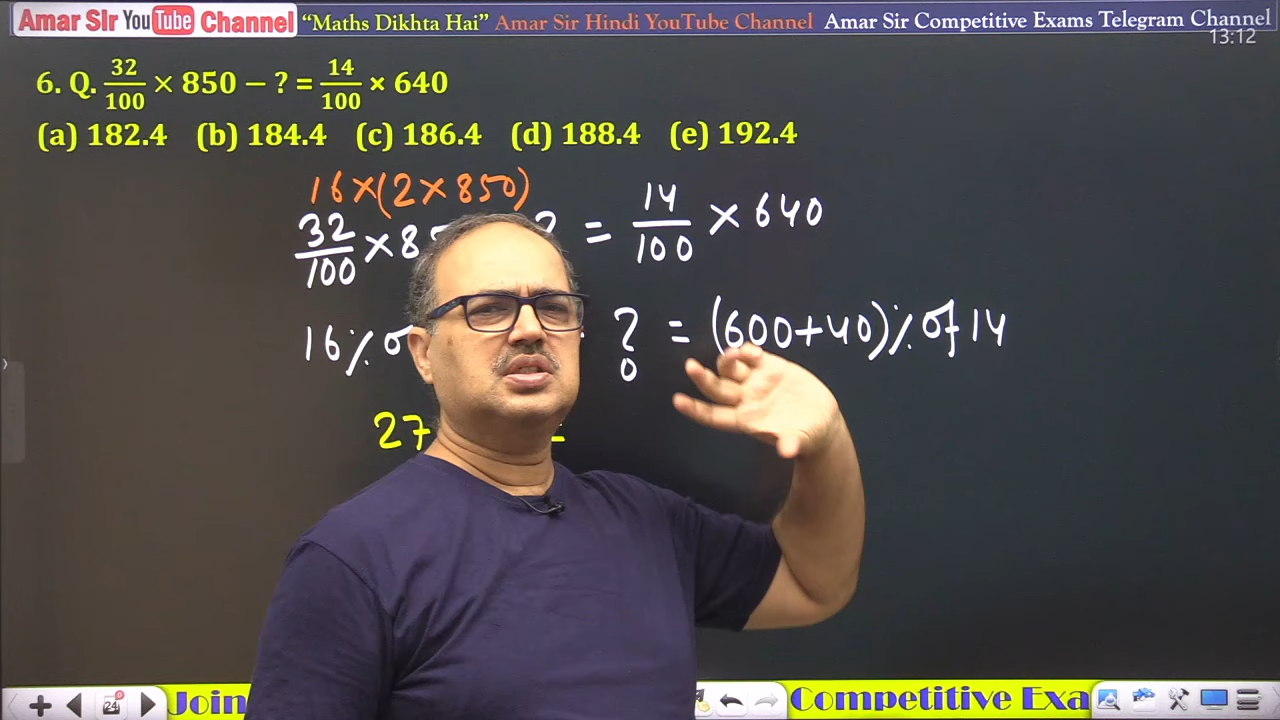 Amar Sir YouTube Channel "Maths Dikhta Hai" Amar Sir Hindi YouTube Channel Amar Sir Competitive Exams Telegram Channel
13:12
6. Q. 32/100 × 850 − ? = 14/100 × 640
(a) 182.4 (b) 184.4 (c) 186.4 (d) 188.4 (e) 192.4
16×(2×850)
32/100 ×8 ? = 14/100 × 640
16% ? = (600+40)% of 14
27 =
24
Join Competitive Exa